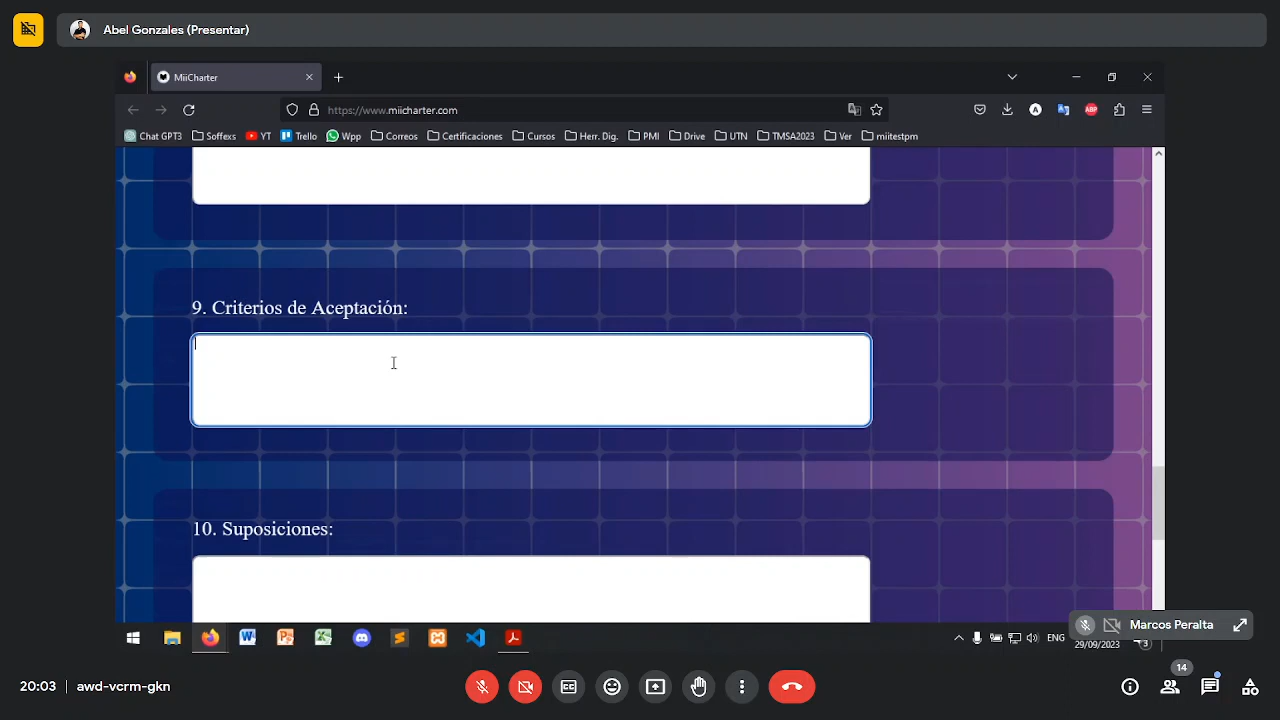 Abel Gonzales (Presentar)
MiiCharter
https://www.miicharter.com
Chat GPT3 Soffexs YT Trello Wpp Correos Certificaciones Cursos Herr. Dig. PMI Drive UTN TMSA2023 Ver miitestpm
9. Criterios de Aceptación:
10. Suposiciones:
Marcos Peralta
ENG
29/09/2023
3
14
20:03 | awd-vcrm-gkn